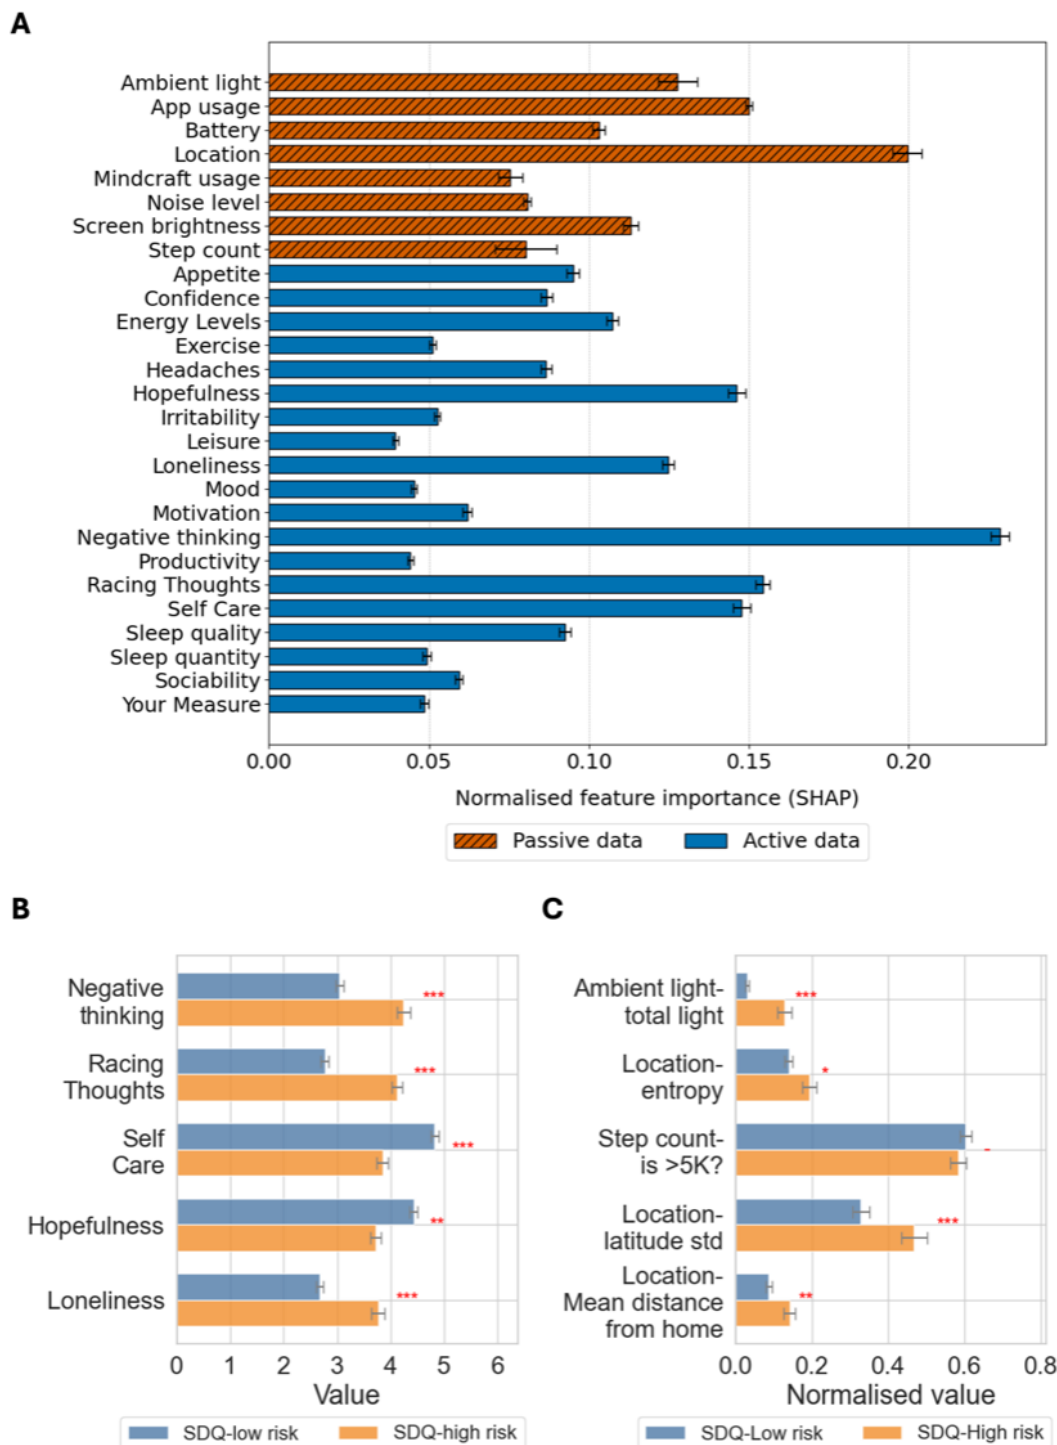 A
Ambient light
App usage
Battery
Location
Mindcraft usage
Noise level
Screen brightness
Step count
Appetite
Confidence
Energy Levels
Exercise
Headaches
Hopefulness
Irritability
Leisure
Loneliness
Mood
Motivation
Negative thinking
Productivity
Racing Thoughts
Self Care
Sleep quality
Sleep quantity
Sociability
Your Measure
0.00 0.05 0.10 0.15 0.20
Normalised feature importance (SHAP)
Passive data Active data
B
Negative
thinking
***
Racing
Thoughts
***
Self
Care
***
Hopefulness
**
Loneliness
***
0 1 2 3 4 5 6
Value
SDQ-low risk SDQ-high risk
C
Ambient light-
total light
***
Location-
entropy
*
Step count-
is >5K?
-
Location-
latitude std
***
Location-
Mean distance
from home
**
0.0 0.2 0.4 0.6 0.8
Normalised value
SDQ-Low risk SDQ-High risk